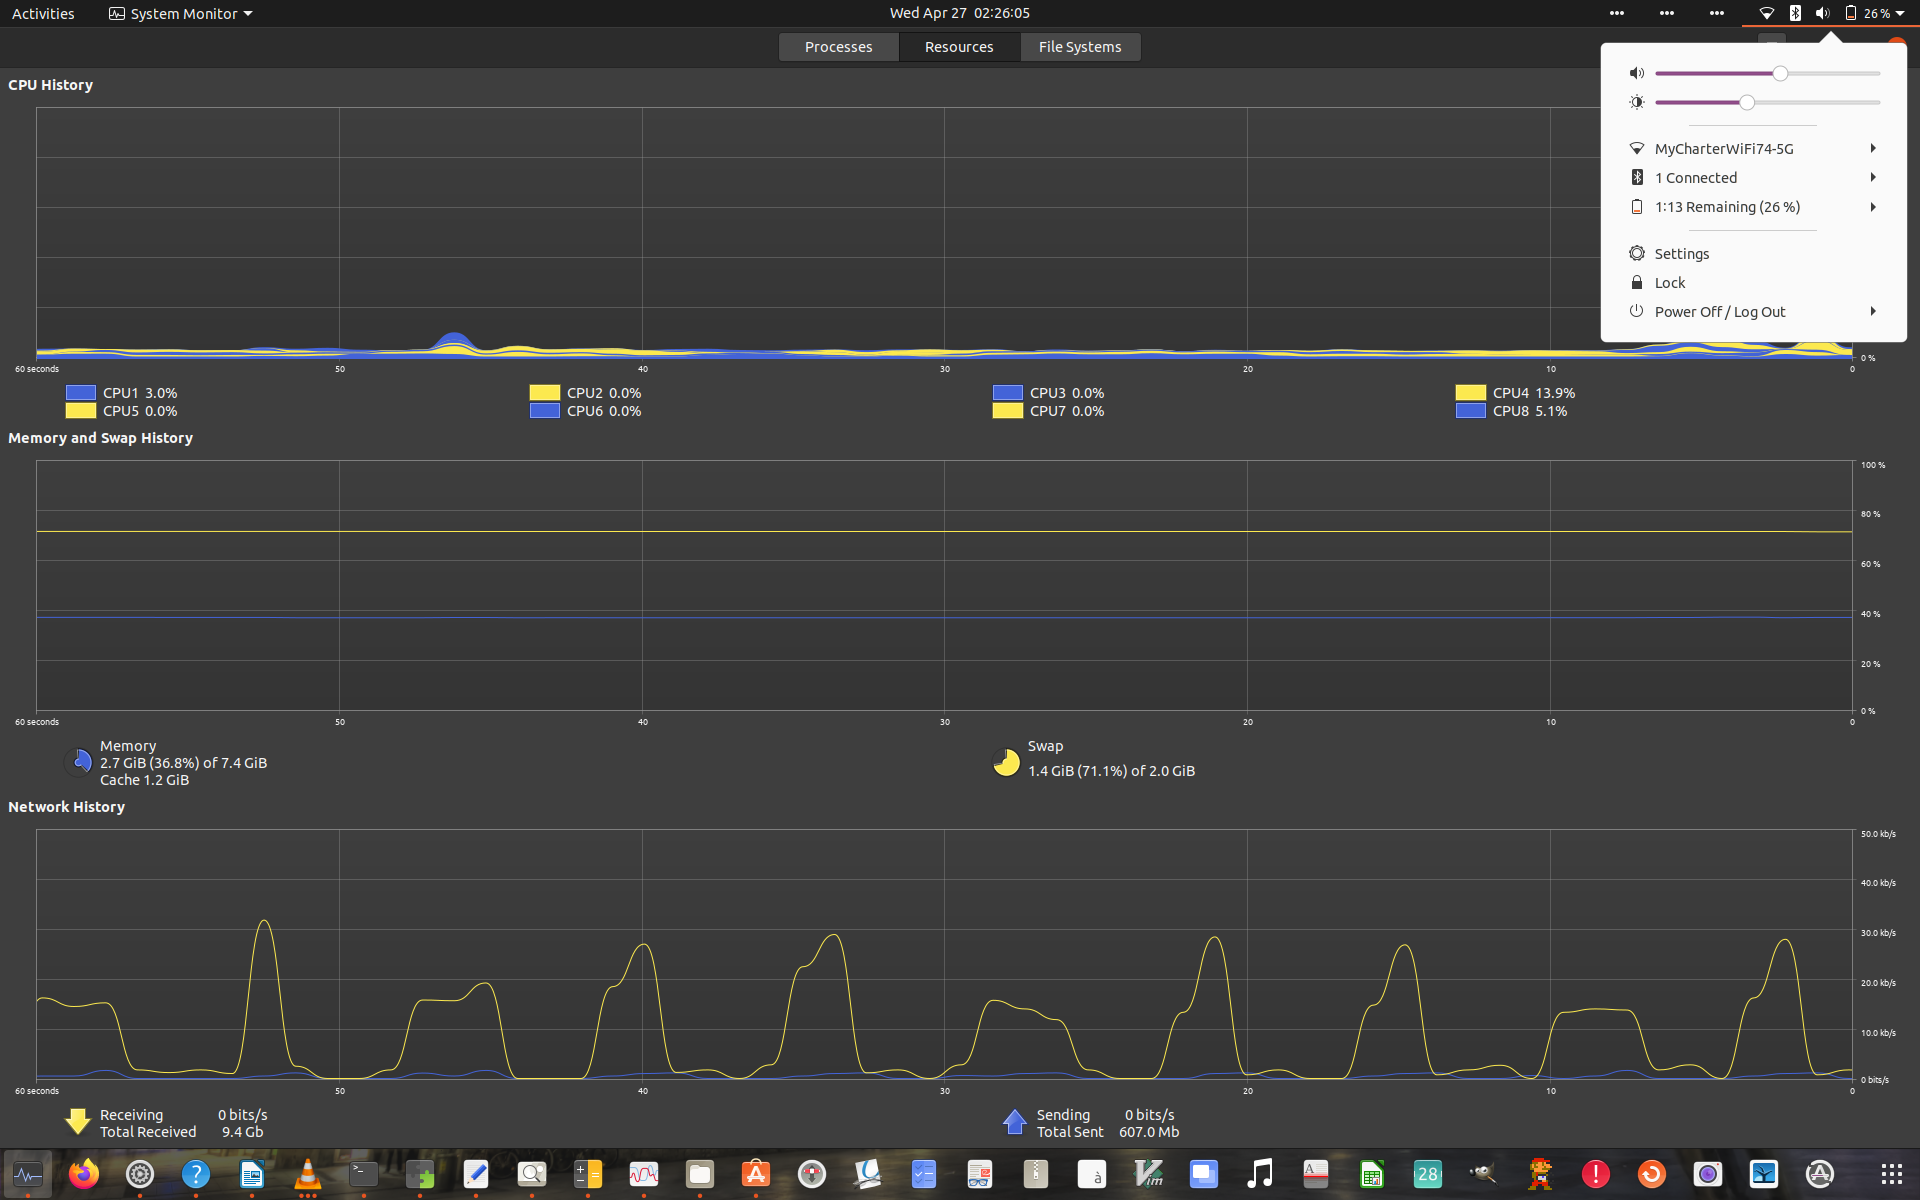 Activities
System Monitor
Wed Apr 27  02:26:05
26 %
Processes
Resources
File Systems
CPU History
MyCharterWiFi74-5G
1 Connected
1:13 Remaining (26 %)
Settings
Lock
Power Off / Log Out
0 %
60 seconds 50 40 30 20 10 0
CPU1 3.0% CPU2 0.0% CPU3 0.0% CPU4 13.9%
CPU5 0.0% CPU6 0.0% CPU7 0.0% CPU8 5.1%
Memory and Swap History
100 %
80 %
60 %
40 %
20 %
0 %
60 seconds 50 40 30 20 10 0
Memory
2.7 GiB (36.8%) of 7.4 GiB
Cache 1.2 GiB
Swap
1.4 GiB (71.1%) of 2.0 GiB
Network History
50.0 kb/s
40.0 kb/s
30.0 kb/s
20.0 kb/s
10.0 kb/s
0 bits/s
60 seconds 50 40 30 20 10 0
Receiving 0 bits/s
Total Received 9.4 Gb
Sending 0 bits/s
Total Sent 607.0 Mb
>_
?
A
à
Vim
A
28
!